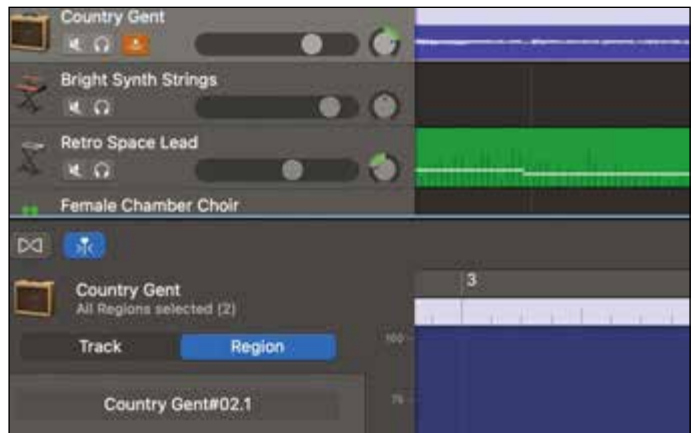 Country Gent
Bright Synth Strings
Retro Space Lead
Female Chamber Choir
3
Country Gent
All Regions selected (2)
Track Region
100
75
Country Gent#02.1